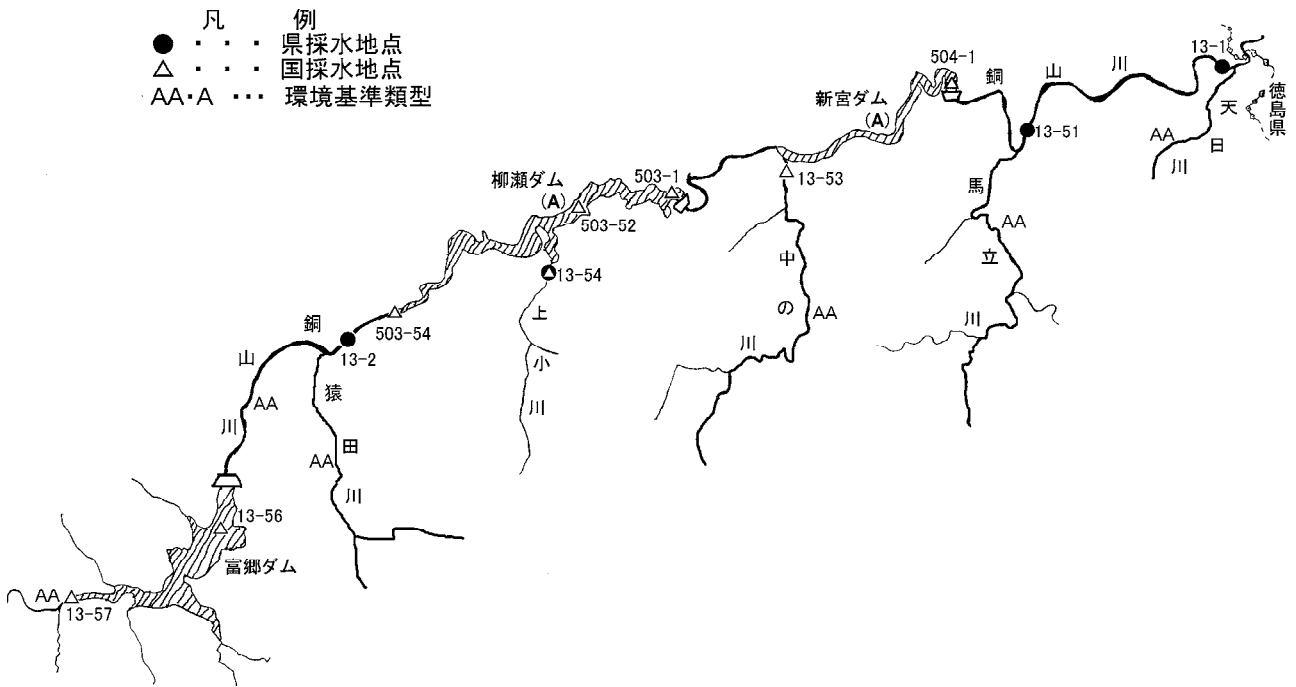 凡 例
● ・ ・ ・ 県採水地点
△ ・ ・ ・ 国採水地点
AA・A ・・・ 環境基準類型
504-1
銅山川
13-1
徳島県
新宮ダム
(A)
13-51
天日川
AA
柳瀬ダム
(A)
503-1
13-53
503-52
馬立川
AA
13-54
中の川
AA
503-54
上小川
銅山川
13-2
AA
猿田川
AA
13-56
富郷ダム
AA
13-57